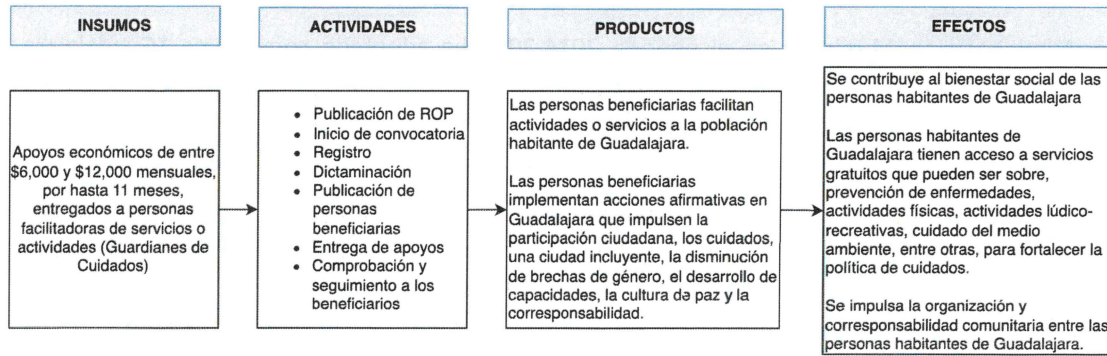 INSUMOS
Apoyos económicos de entre
$6,000 y $12,000 mensuales,
por hasta 11 meses,
entregados a personas
facilitadoras de servicios o
actividades (Guardianes de
Cuidados)
ACTIVIDADES
• Publicación de ROP
• Inicio de convocatoria
• Registro
• Dictaminación
• Publicación de
personas
beneficiarias
• Entrega de apoyos
• Comprobación y
seguimiento a los
beneficiarios
PRODUCTOS
Las personas beneficiarias facilitan
actividades o servicios a la población
habitante de Guadalajara.
Las personas beneficiarias
implementan acciones afirmativas en
Guadalajara que impulsen la
participación ciudadana, los cuidados,
una ciudad incluyente, la disminución
de brechas de género, el desarrollo de
capacidades, la cultura de paz y la
corresponsabilidad.
EFECTOS
Se contribuye al bienestar social de las
personas habitantes de Guadalajara
Las personas habitantes de
Guadalajara tienen acceso a servicios
gratuitos que pueden ser sobre,
prevención de enfermedades,
actividades físicas, actividades lúdico-
recreativas, cuidado del medio
ambiente, entre otras, para fortalecer la
política de cuidados.
Se impulsa la organización y
corresponsabilidad comunitaria entre las
personas habitantes de Guadalajara.